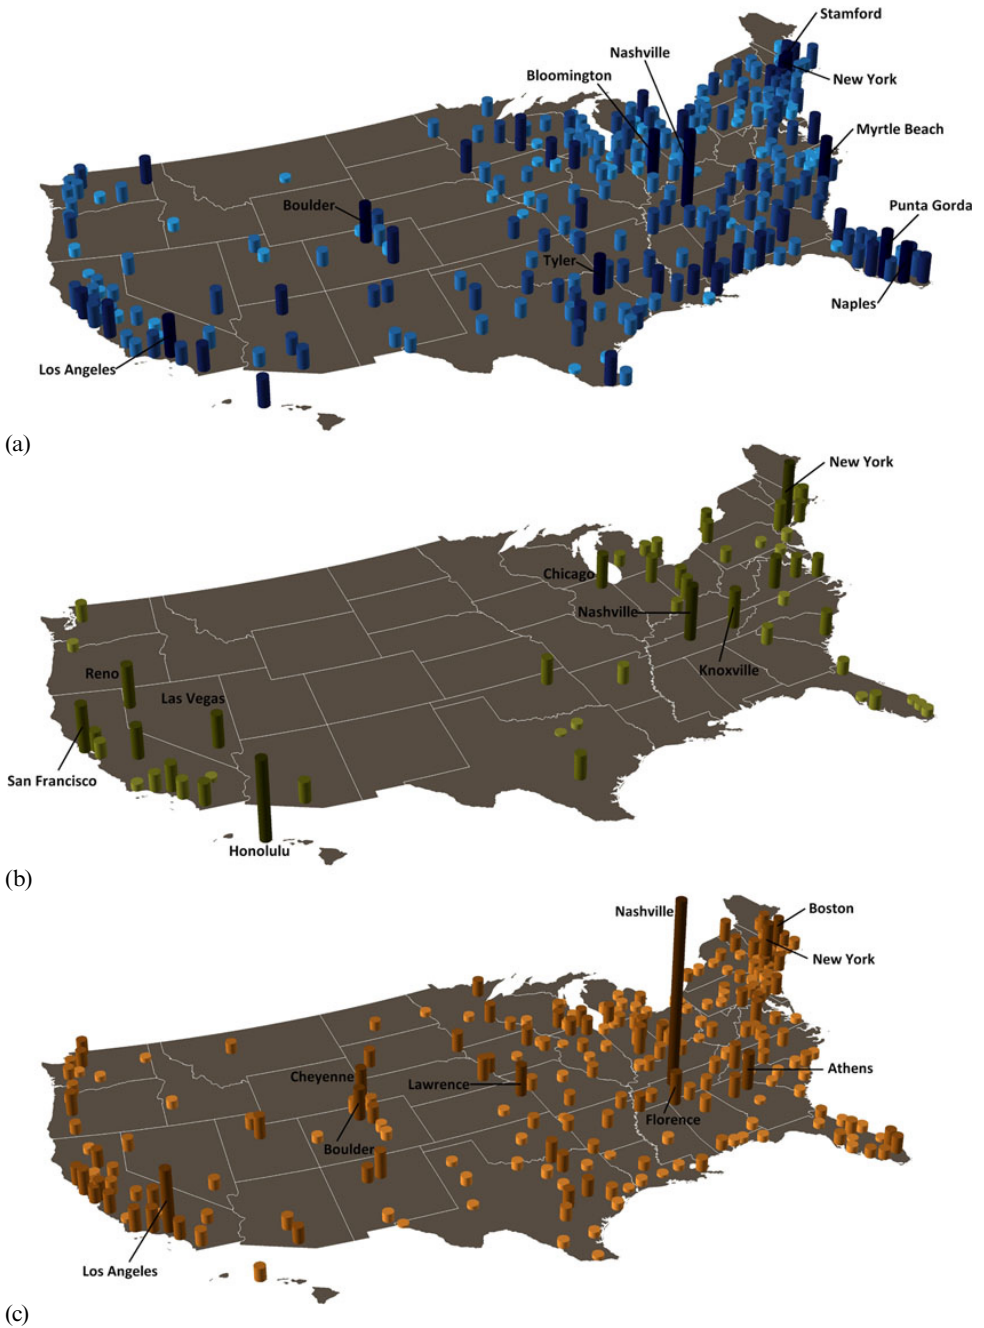 Stamford
Nashville
New York
Bloomington
Myrtle Beach
Boulder
Punta Gorda
Tyler
Naples
Los Angeles
(a)
New York
Chicago
Nashville
Reno
Knoxville
Las Vegas
San Francisco
Honolulu
(b)
Nashville
Boston
New York
Cheyenne
Lawrence
Athens
Florence
Boulder
Los Angeles
(c)